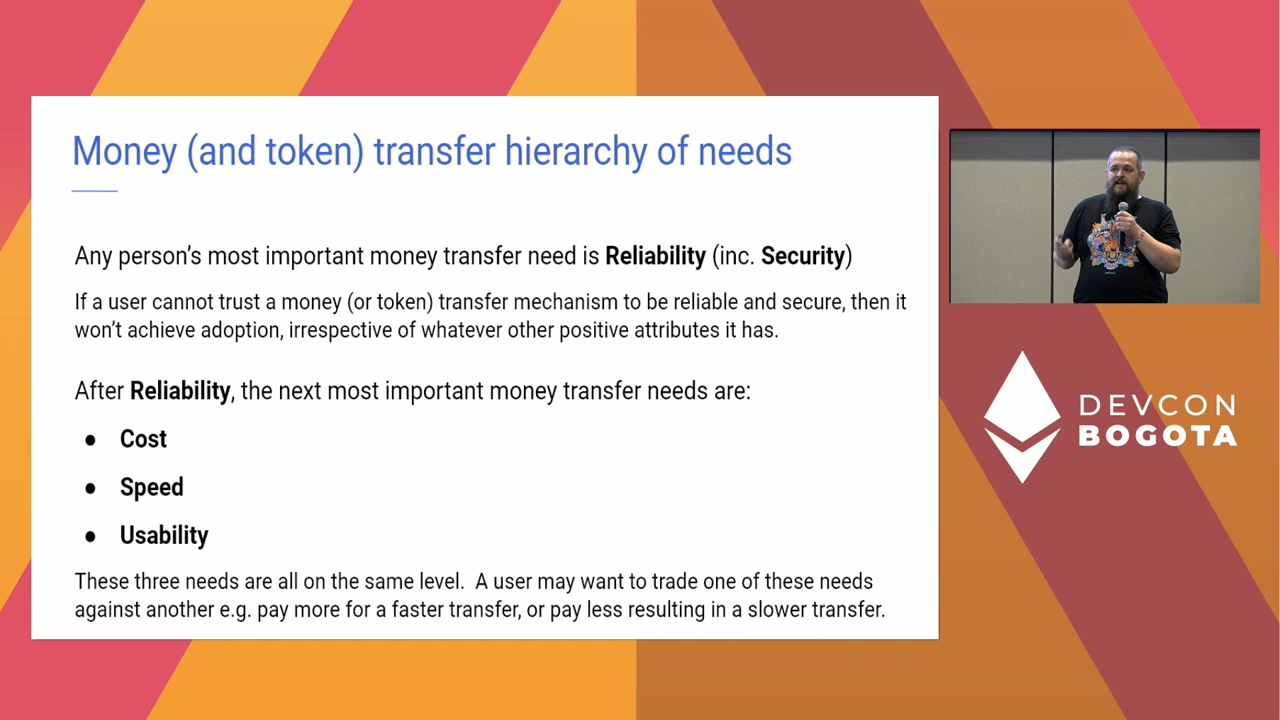 Money (and token) transfer hierarchy of needs
Any person's most important money transfer need is Reliability (inc. Security)
If a user cannot trust a money (or token) transfer mechanism to be reliable and secure, then it
won't achieve adoption, irrespective of whatever other positive attributes it has.
After Reliability, the next most important money transfer needs are:
● Cost
● Speed
● Usability
These three needs are all on the same level.  A user may want to trade one of these needs
against another e.g. pay more for a faster transfer, or pay less resulting in a slower transfer.
DEVCON
BOGOTA